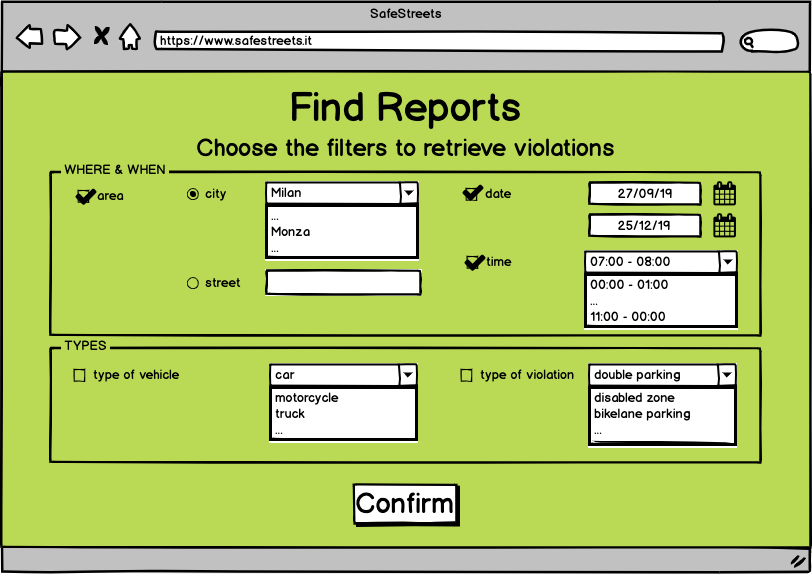 SafeStreets
https://www.safestreets.it
Find Reports
Choose the filters to retrieve violations
WHERE & WHEN
area
city
Milan
...
Monza
...
street
date
27/09/19
25/12/19
time
07:00 - 08:00
00:00 - 01:00
...
11:00 - 00:00
TYPES
type of vehicle
car
motorcycle
truck
...
type of violation
double parking
disabled zone
bikelane parking
...
Confirm